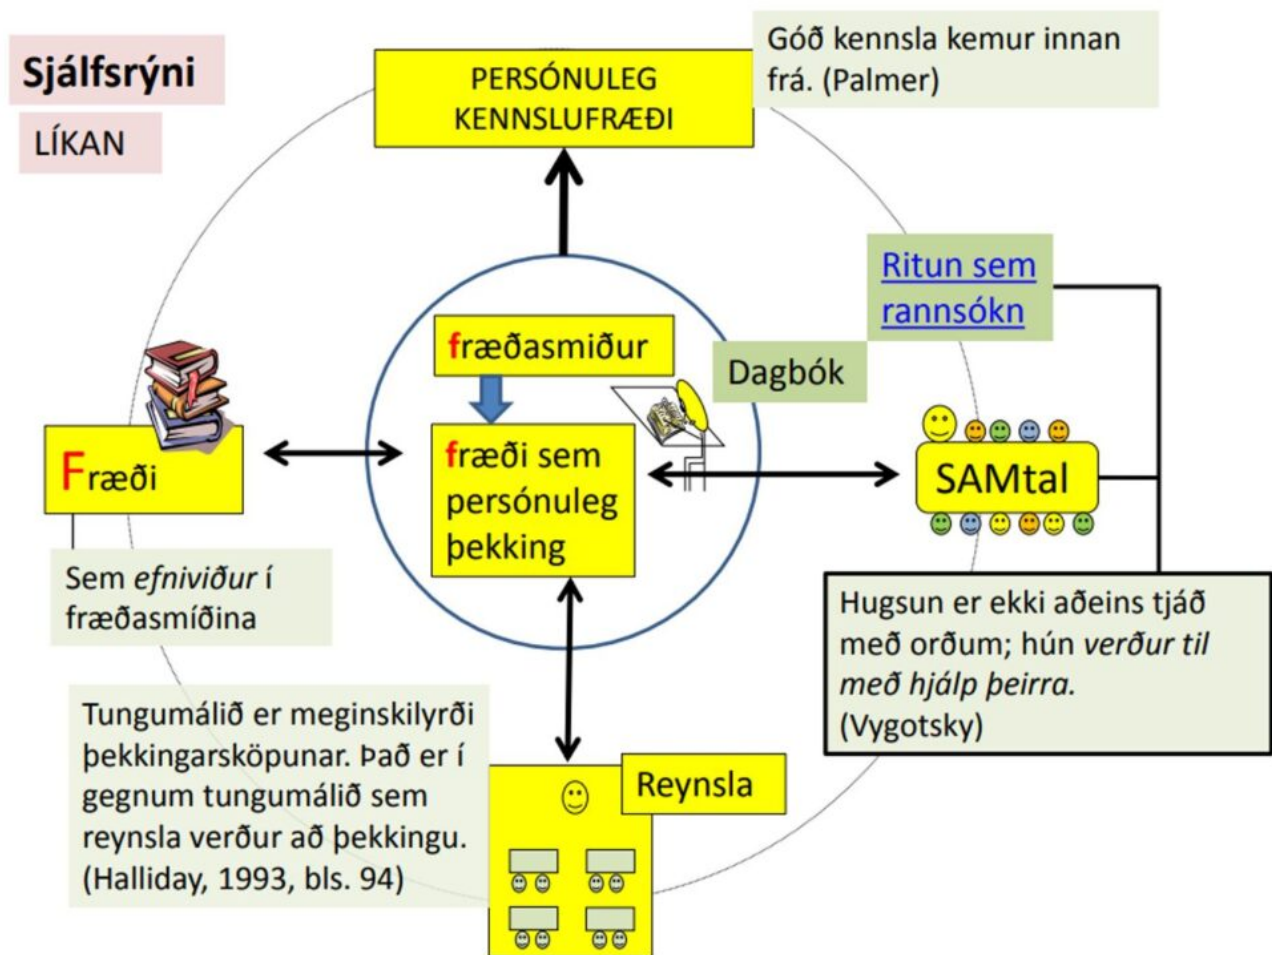 Sjálfsrýni
LÍKAN
PERSÓNULEG
KENNSLUFRÆÐI
Góð kennsla kemur innan
frá. (Palmer)
Ritun sem
rannsókn
Dagbók
fræðasmiður
fræði sem
persónuleg
þekking
Fræði
SAMtal
Sem efniviður í
fræðasmíðina
Hugsun er ekki aðeins tjáð
með orðum; hún verður til
með hjálp þeirra.
(Vygotsky)
Tungumálið er meginskilyrði
þekkingarsköpunar. Það er í
gegnum tungumálið sem
reynsla verður að þekkingu.
(Halliday, 1993, bls. 94)
Reynsla